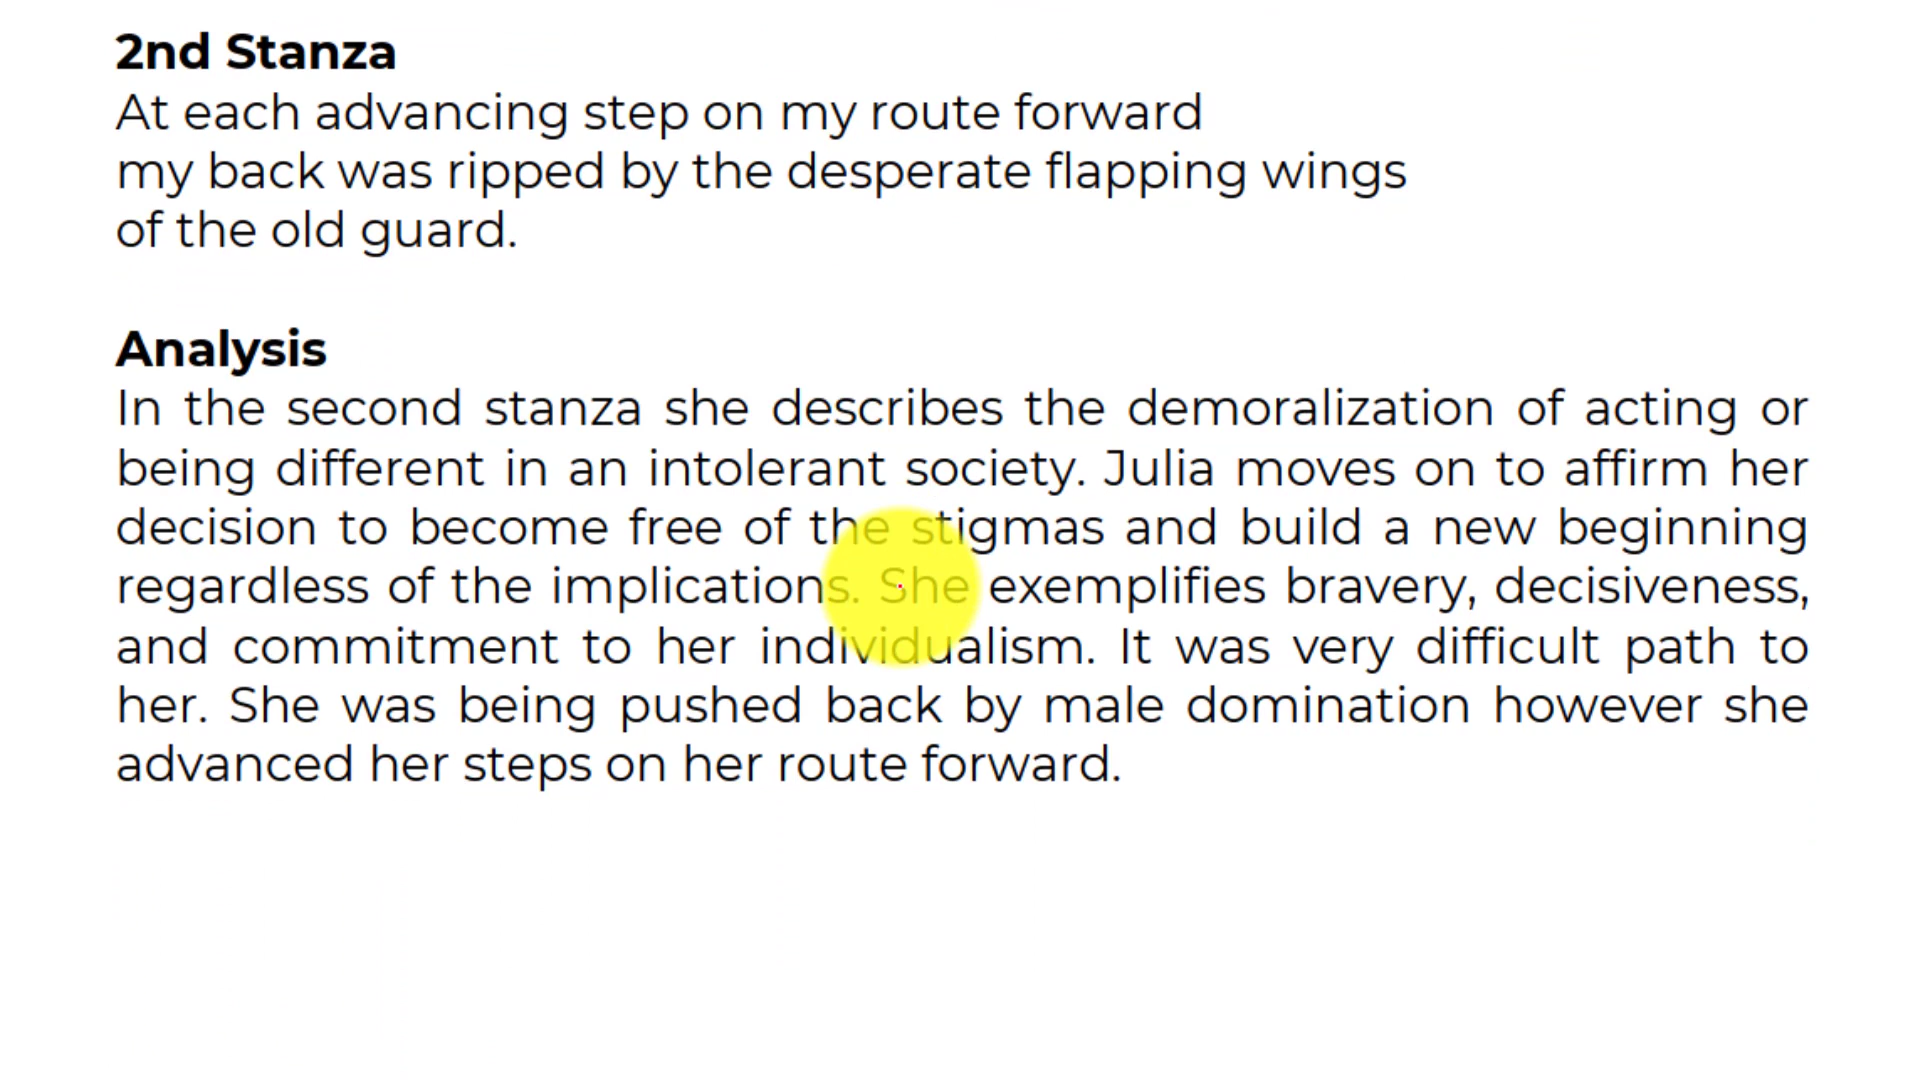 2nd Stanza
At each advancing step on my route forward
my back was ripped by the desperate flapping wings
of the old guard.
Analysis
In the second stanza she describes the demoralization of acting or
being different in an intolerant society. Julia moves on to affirm her
decision to become free of the stigmas and build a new beginning
regardless of the implications. She exemplifies bravery, decisiveness,
and commitment to her individualism. It was very difficult path to
her. She was being pushed back by male domination however she
advanced her steps on her route forward.